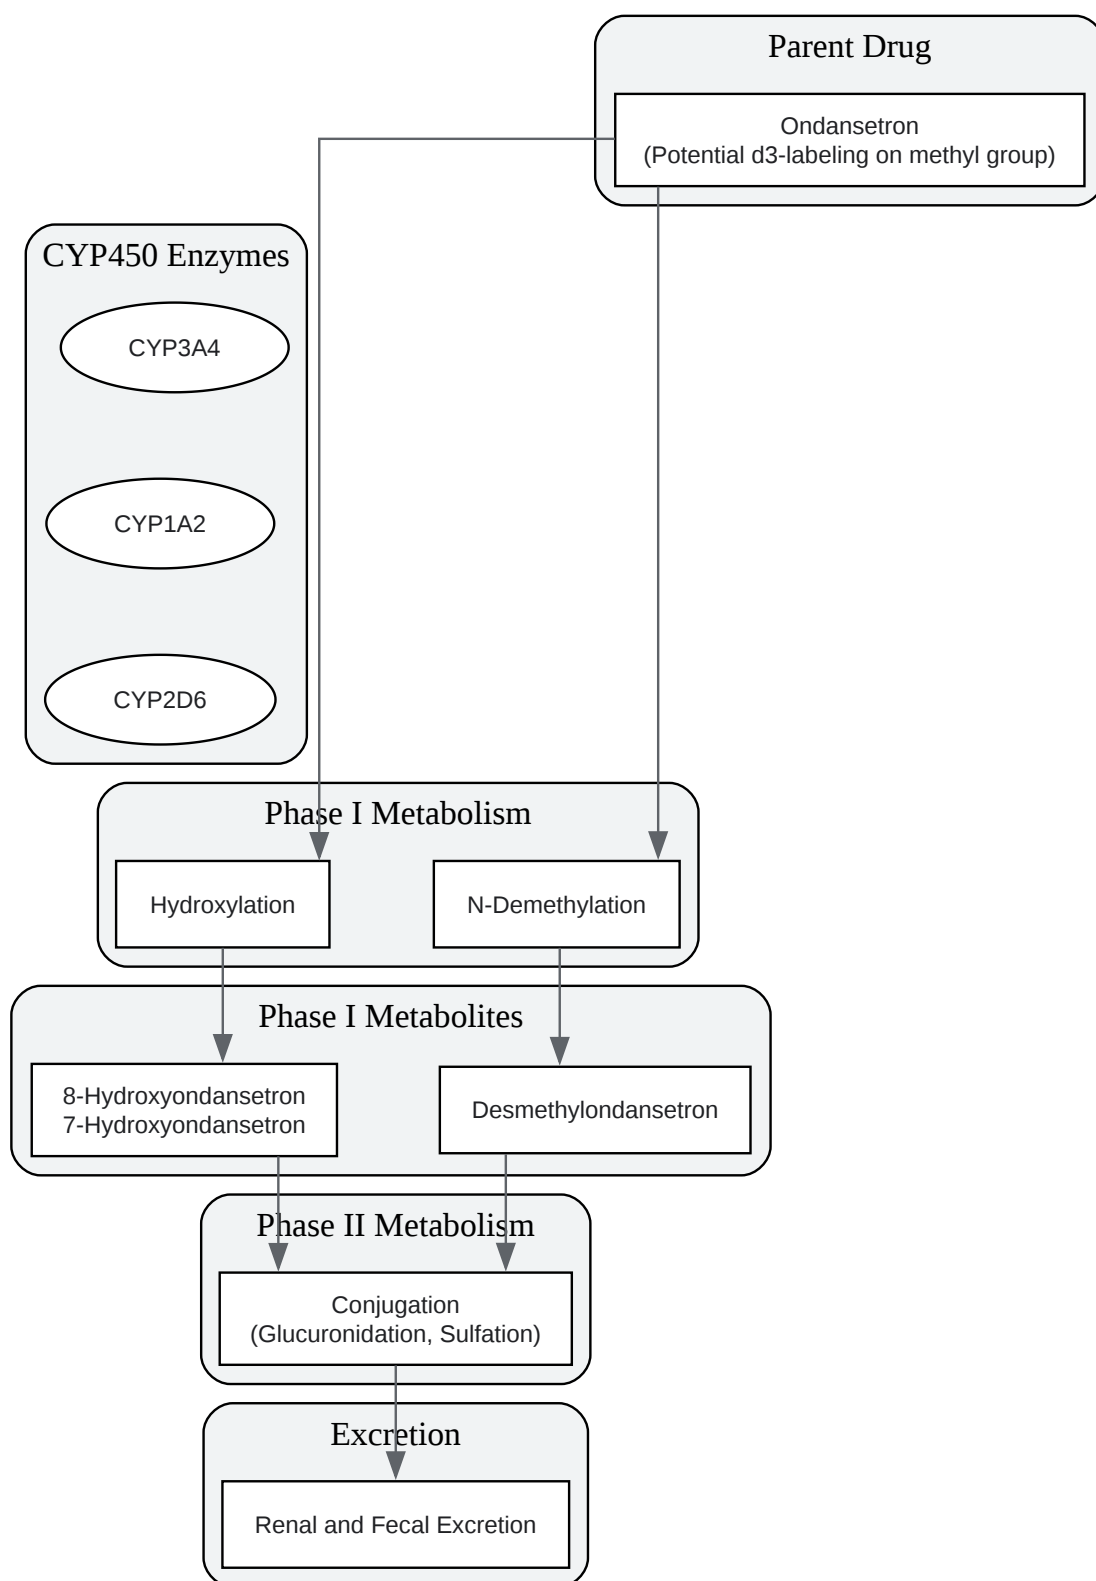 Parent Drug
Ondansetron
(Potential d3-labeling on methyl group)
CYP450 Enzymes
CYP3A4
CYP1A2
CYP2D6
Phase I Metabolism
Hydroxylation
N-Demethylation
Phase I Metabolites
8-Hydroxyondansetron
7-Hydroxyondansetron
Desmethylondansetron
Phase II Metabolism
Conjugation
(Glucuronidation, Sulfation)
Excretion
Renal and Fecal Excretion